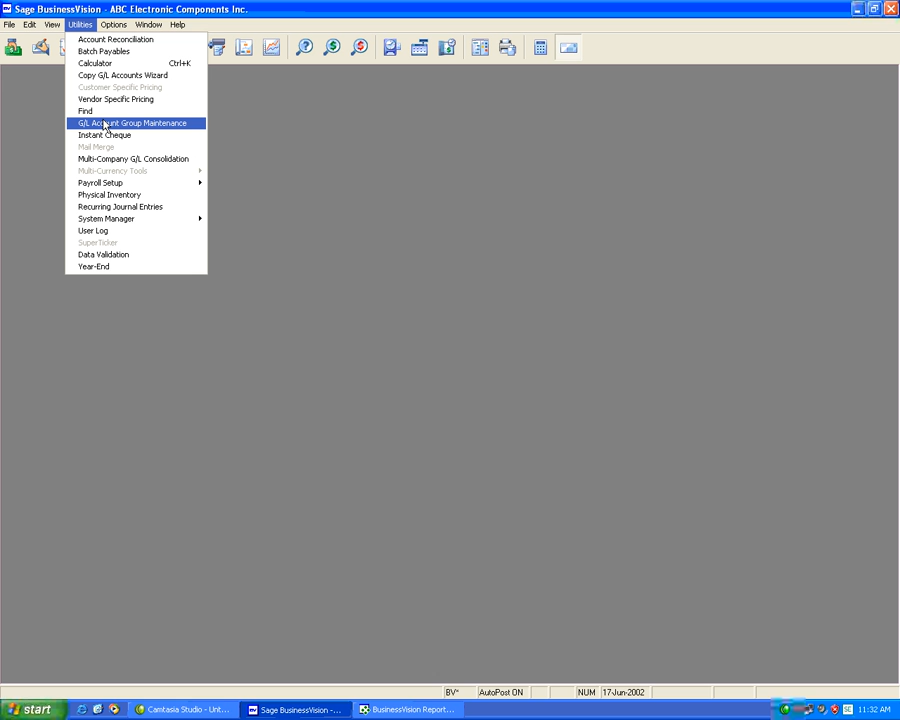 Sage BusinessVision - ABC Electronic Components Inc.
File Edit View Utilities Options Window Help
Account Reconciliation
Batch Payables
Calculator Ctrl+K
Copy G/L Accounts Wizard
Customer Specific Pricing
Vendor Specific Pricing
Find
G/L Account Group Maintenance
Instant Cheque
Mail Merge
Multi-Company G/L Consolidation
Multi-Currency Tools
Payroll Setup
Physical Inventory
Recurring Journal Entries
System Manager
User Log
SuperTicker
Data Validation
Year-End
BV* AutoPost ON NUM 17-Jun-2002
start Camtasia Studio - Unt... Sage BusinessVision -... BusinessVision Report... SE 11:32 AM